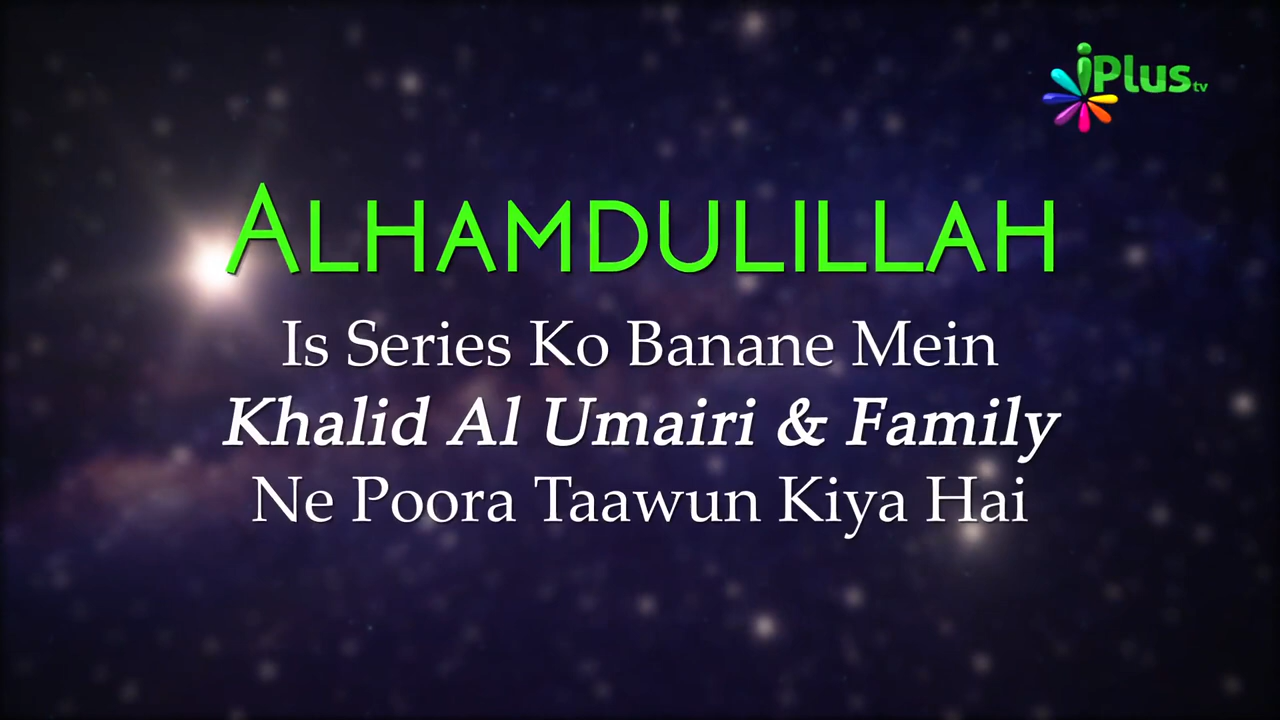 iPlus tv
ALHAMDULILLAH
Is Series Ko Banane Mein
Khalid Al Umairi & Family
Ne Poora Taawun Kiya Hai